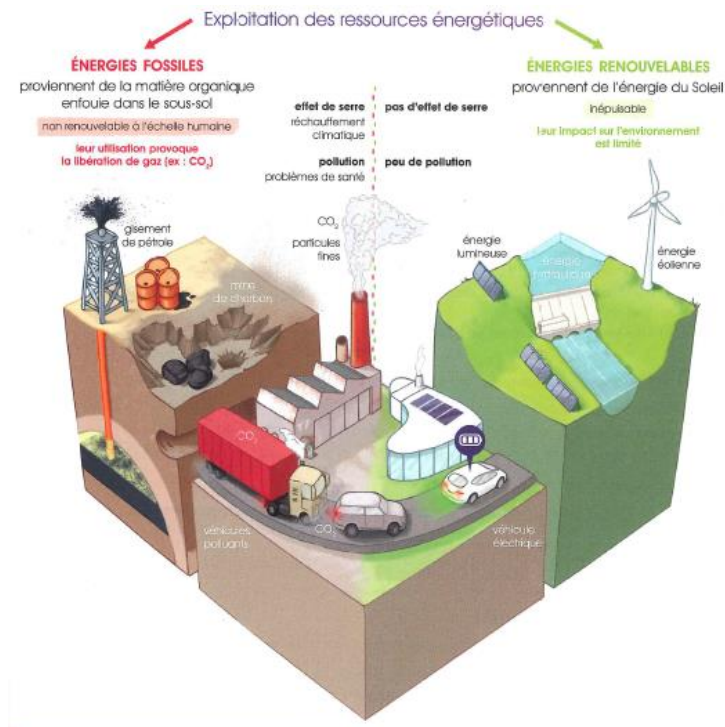 Exploitation des ressources énergétiques
ÉNERGIES FOSSILES
proviennent de la matière organique
enfouie dans le sous-sol
non renouvelable à l'échelle humaine
leur utilisation provoque
la libération de gaz (ex : CO₂)
effet de serre
réchauffement
climatique
pollution
problèmes de santé
pas d'effet de serre
peu de pollution
ÉNERGIES RENOUVELABLES
proviennent de l'énergie du Soleil
inépuisable
leur impact sur l'environnement
est limité
gisement
de pétrole
mine
de charbon
CO₂
particules
fines
énergie
lumineuse
énergie
hydraulique
énergie
éolienne
CO₂
CO₂
véhicules
polluants
véhicule
électrique